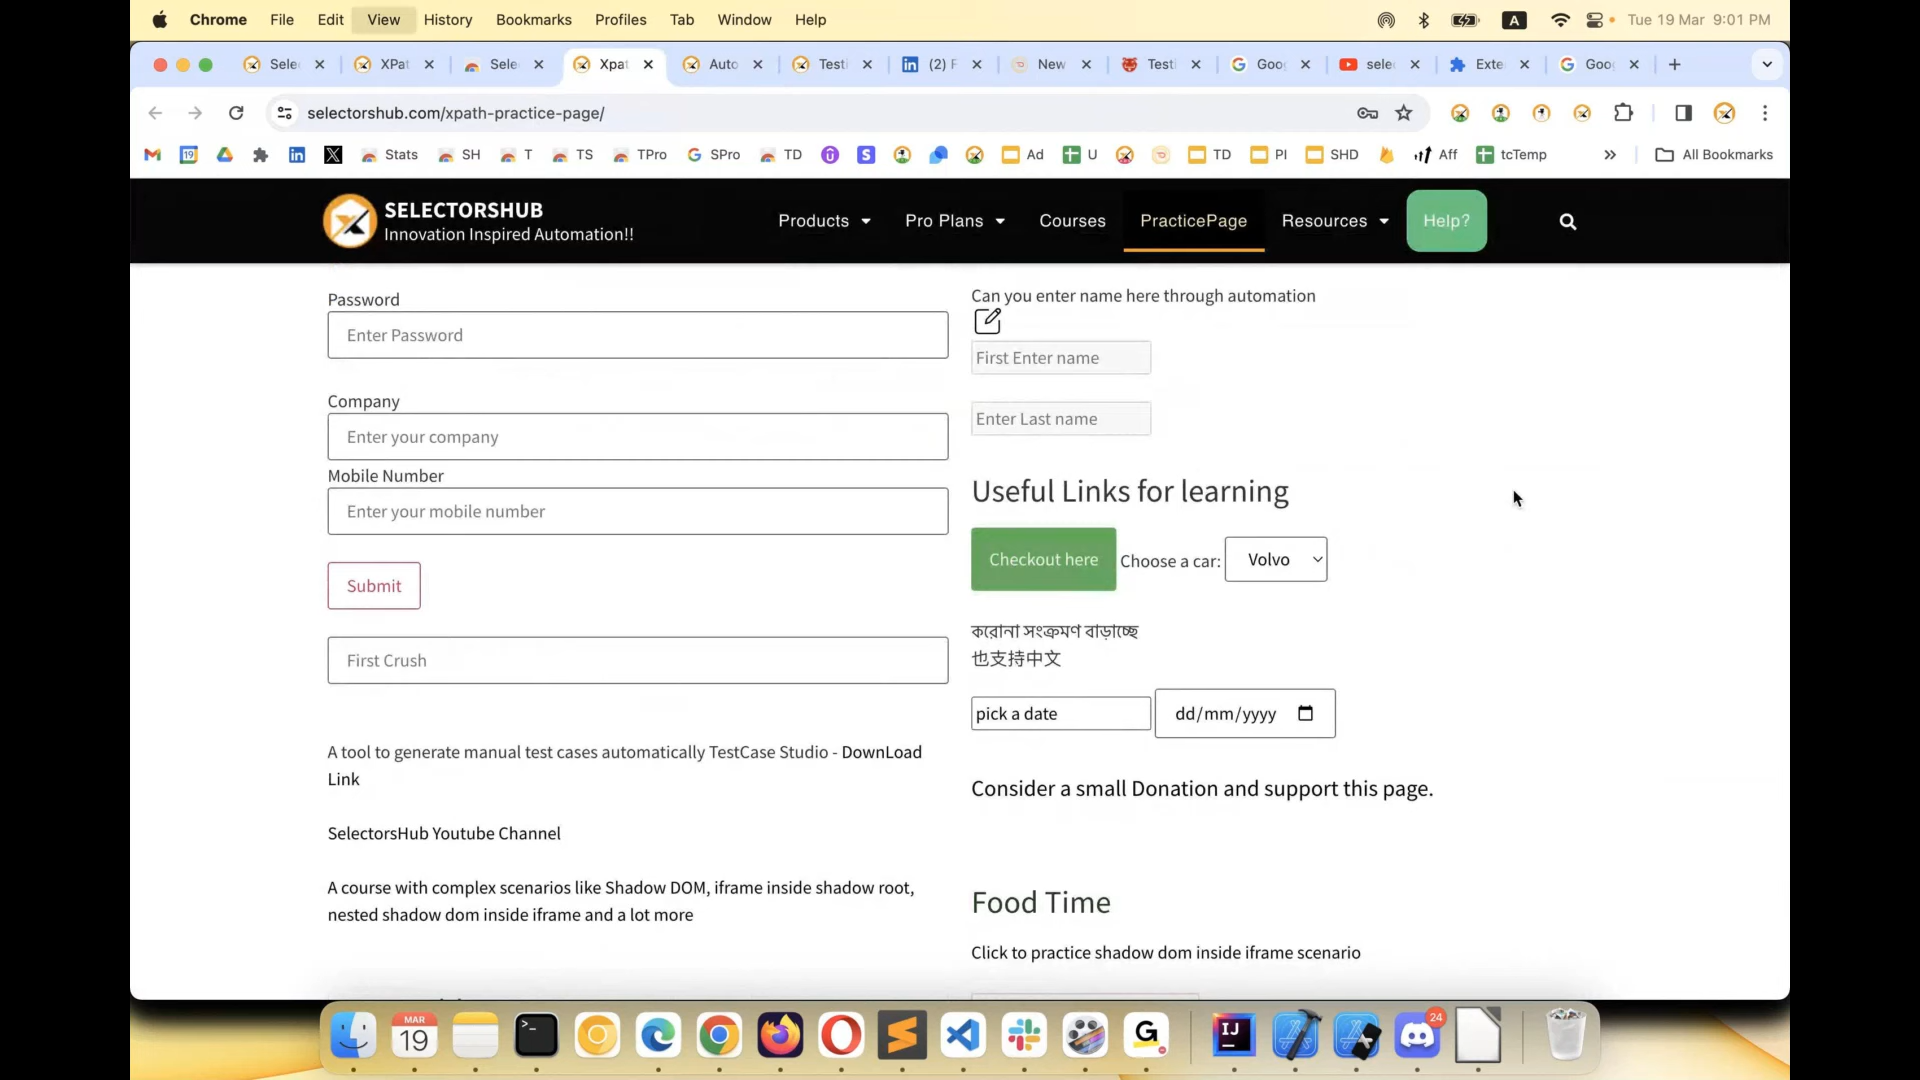 Chrome File Edit View History Bookmarks Profiles Tab Window Help A Tue 19 Mar 9:01 PM
Selec XPat Sele Xpat Auto Testi in (2) F New Testi Goog sele Exte Goog
selectorshub.com/xpath-practice-page/
19 in X Stats SH T TS TPro SPro TD S Ad U TD PI SHD Aff tcTemp All Bookmarks
SELECTORSHUB
Innovation Inspired Automation!!
Products Pro Plans Courses PracticePage Resources Help?
Password
Enter Password
Company
Enter your company
Mobile Number
Enter your mobile number
Submit
First Crush
A tool to generate manual test cases automatically TestCase Studio - DownLoad
Link
SelectorsHub Youtube Channel
A course with complex scenarios like Shadow DOM, iframe inside shadow root,
nested shadow dom inside iframe and a lot more
Can you enter name here through automation
First Enter name
Enter Last name
Useful Links for learning
Checkout here Choose a car: Volvo
করোনা সংক্রমণ বাড়াচ্ছে
也支持中文
pick a date dd/mm/yyyy
Consider a small Donation and support this page.
Food Time
Click to practice shadow dom inside iframe scenario
MAR
19 G IJ 24